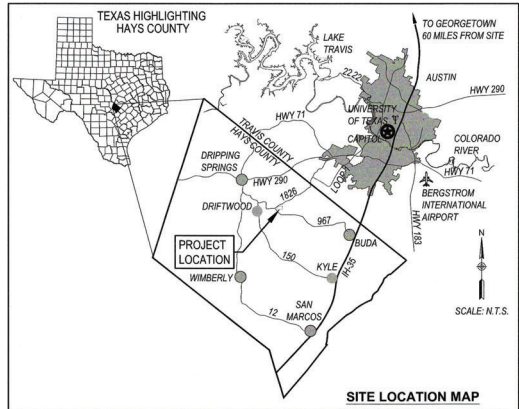 TEXAS HIGHLIGHTING
HAYS COUNTY
TO GEORGETOWN
60 MILES FROM SITE
LAKE
TRAVIS
22.22
AUSTIN
HWY 290
UNIVERSITY
OF TEXAS
CAPITOL
HWY 71
TRAVIS COUNTY
HAYS COUNTY
COLORADO
RIVER
HWY 71
DRIPPING
SPRINGS
HWY 290
LOOP 1
BERGSTROM
INTERNATIONAL
AIRPORT
1826
DRIFTWOOD
967
HWY 183
BUDA
PROJECT
LOCATION
150
KYLE
IH-35
N
WIMBERLY
SAN
MARCOS
12
SCALE: N.T.S.
SITE LOCATION MAP